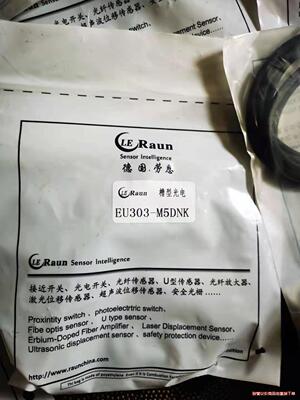 LE Raun
Sensor Intelligence
德国.劳恩
LE Raun 槽型光电
EU303-M5DNK
LE Raun Sensor Intelligence
接近开关、光电开关、光纤传感器、U型传感器、光纤放大器、
激光位移传感器、超声波位移传感器、安全光栅............
Proxintity switch 、 photoelectrric switch、
Fibe optis sensor 、 U type sensor、
Erbium-Doped Fiber Amplifier 、 Laser Displacement Sensor、
Ultrasonic displacement sensor 、safety protection device......
http://www.raunchina.com